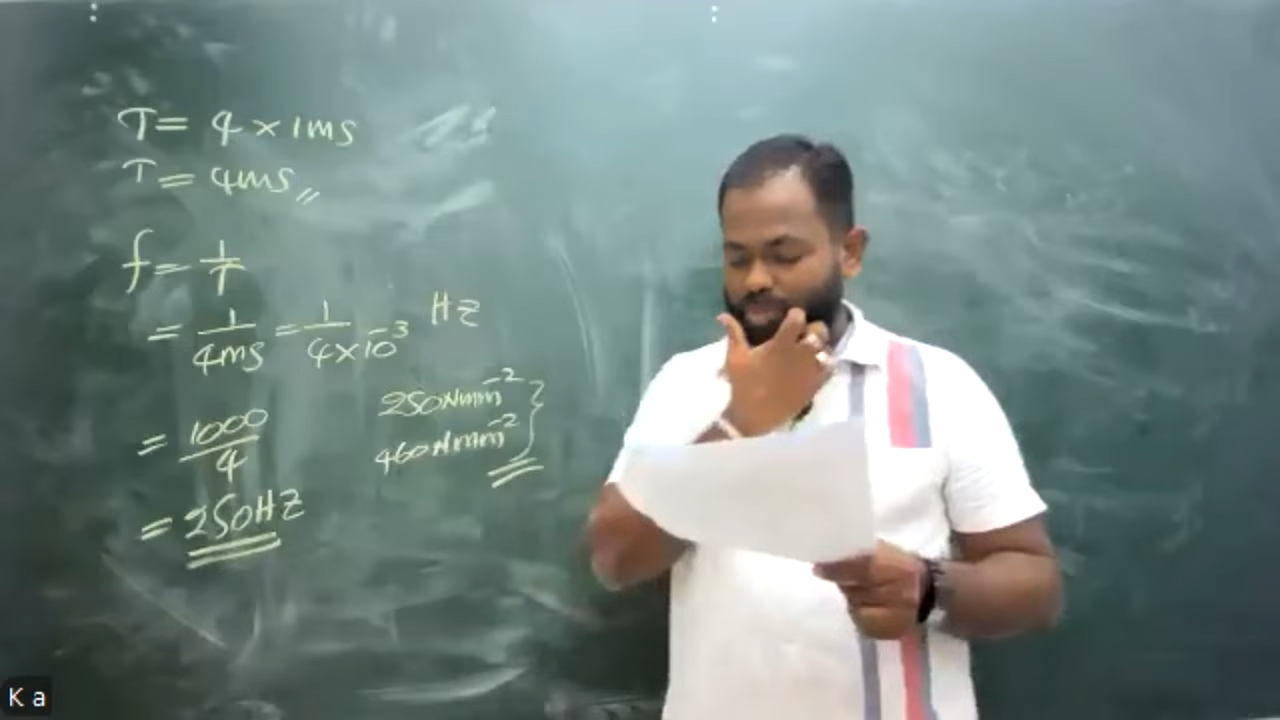 T = 4 × 1ms
T = 4ms,,
f = 1/T
= 1/4ms = 1/4×10⁻³ Hz
250Nmm⁻²
= 1000/4
460Nmm⁻²
= 250HZ
K a